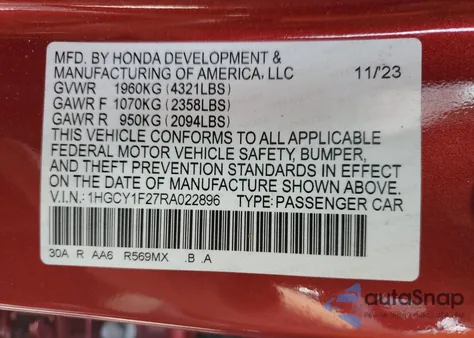 MFD. BY HONDA DEVELOPMENT &
MANUFACTURING OF AMERICA, LLC 11/23
GVWR 1960KG (4321LBS)
GAWR F 1070KG (2358LBS)
GAWR R 950KG (2094LBS)
THIS VEHICLE CONFORMS TO ALL APPLICABLE
FEDERAL MOTOR VEHICLE SAFETY, BUMPER,
AND THEFT PREVENTION STANDARDS IN EFFECT
ON THE DATE OF MANUFACTURE SHOWN ABOVE.
V.I.N.: 1HGCY1F27RA022896 TYPE: PASSENGER CAR
30A R AA6 R569MX .B .A
autoSnap